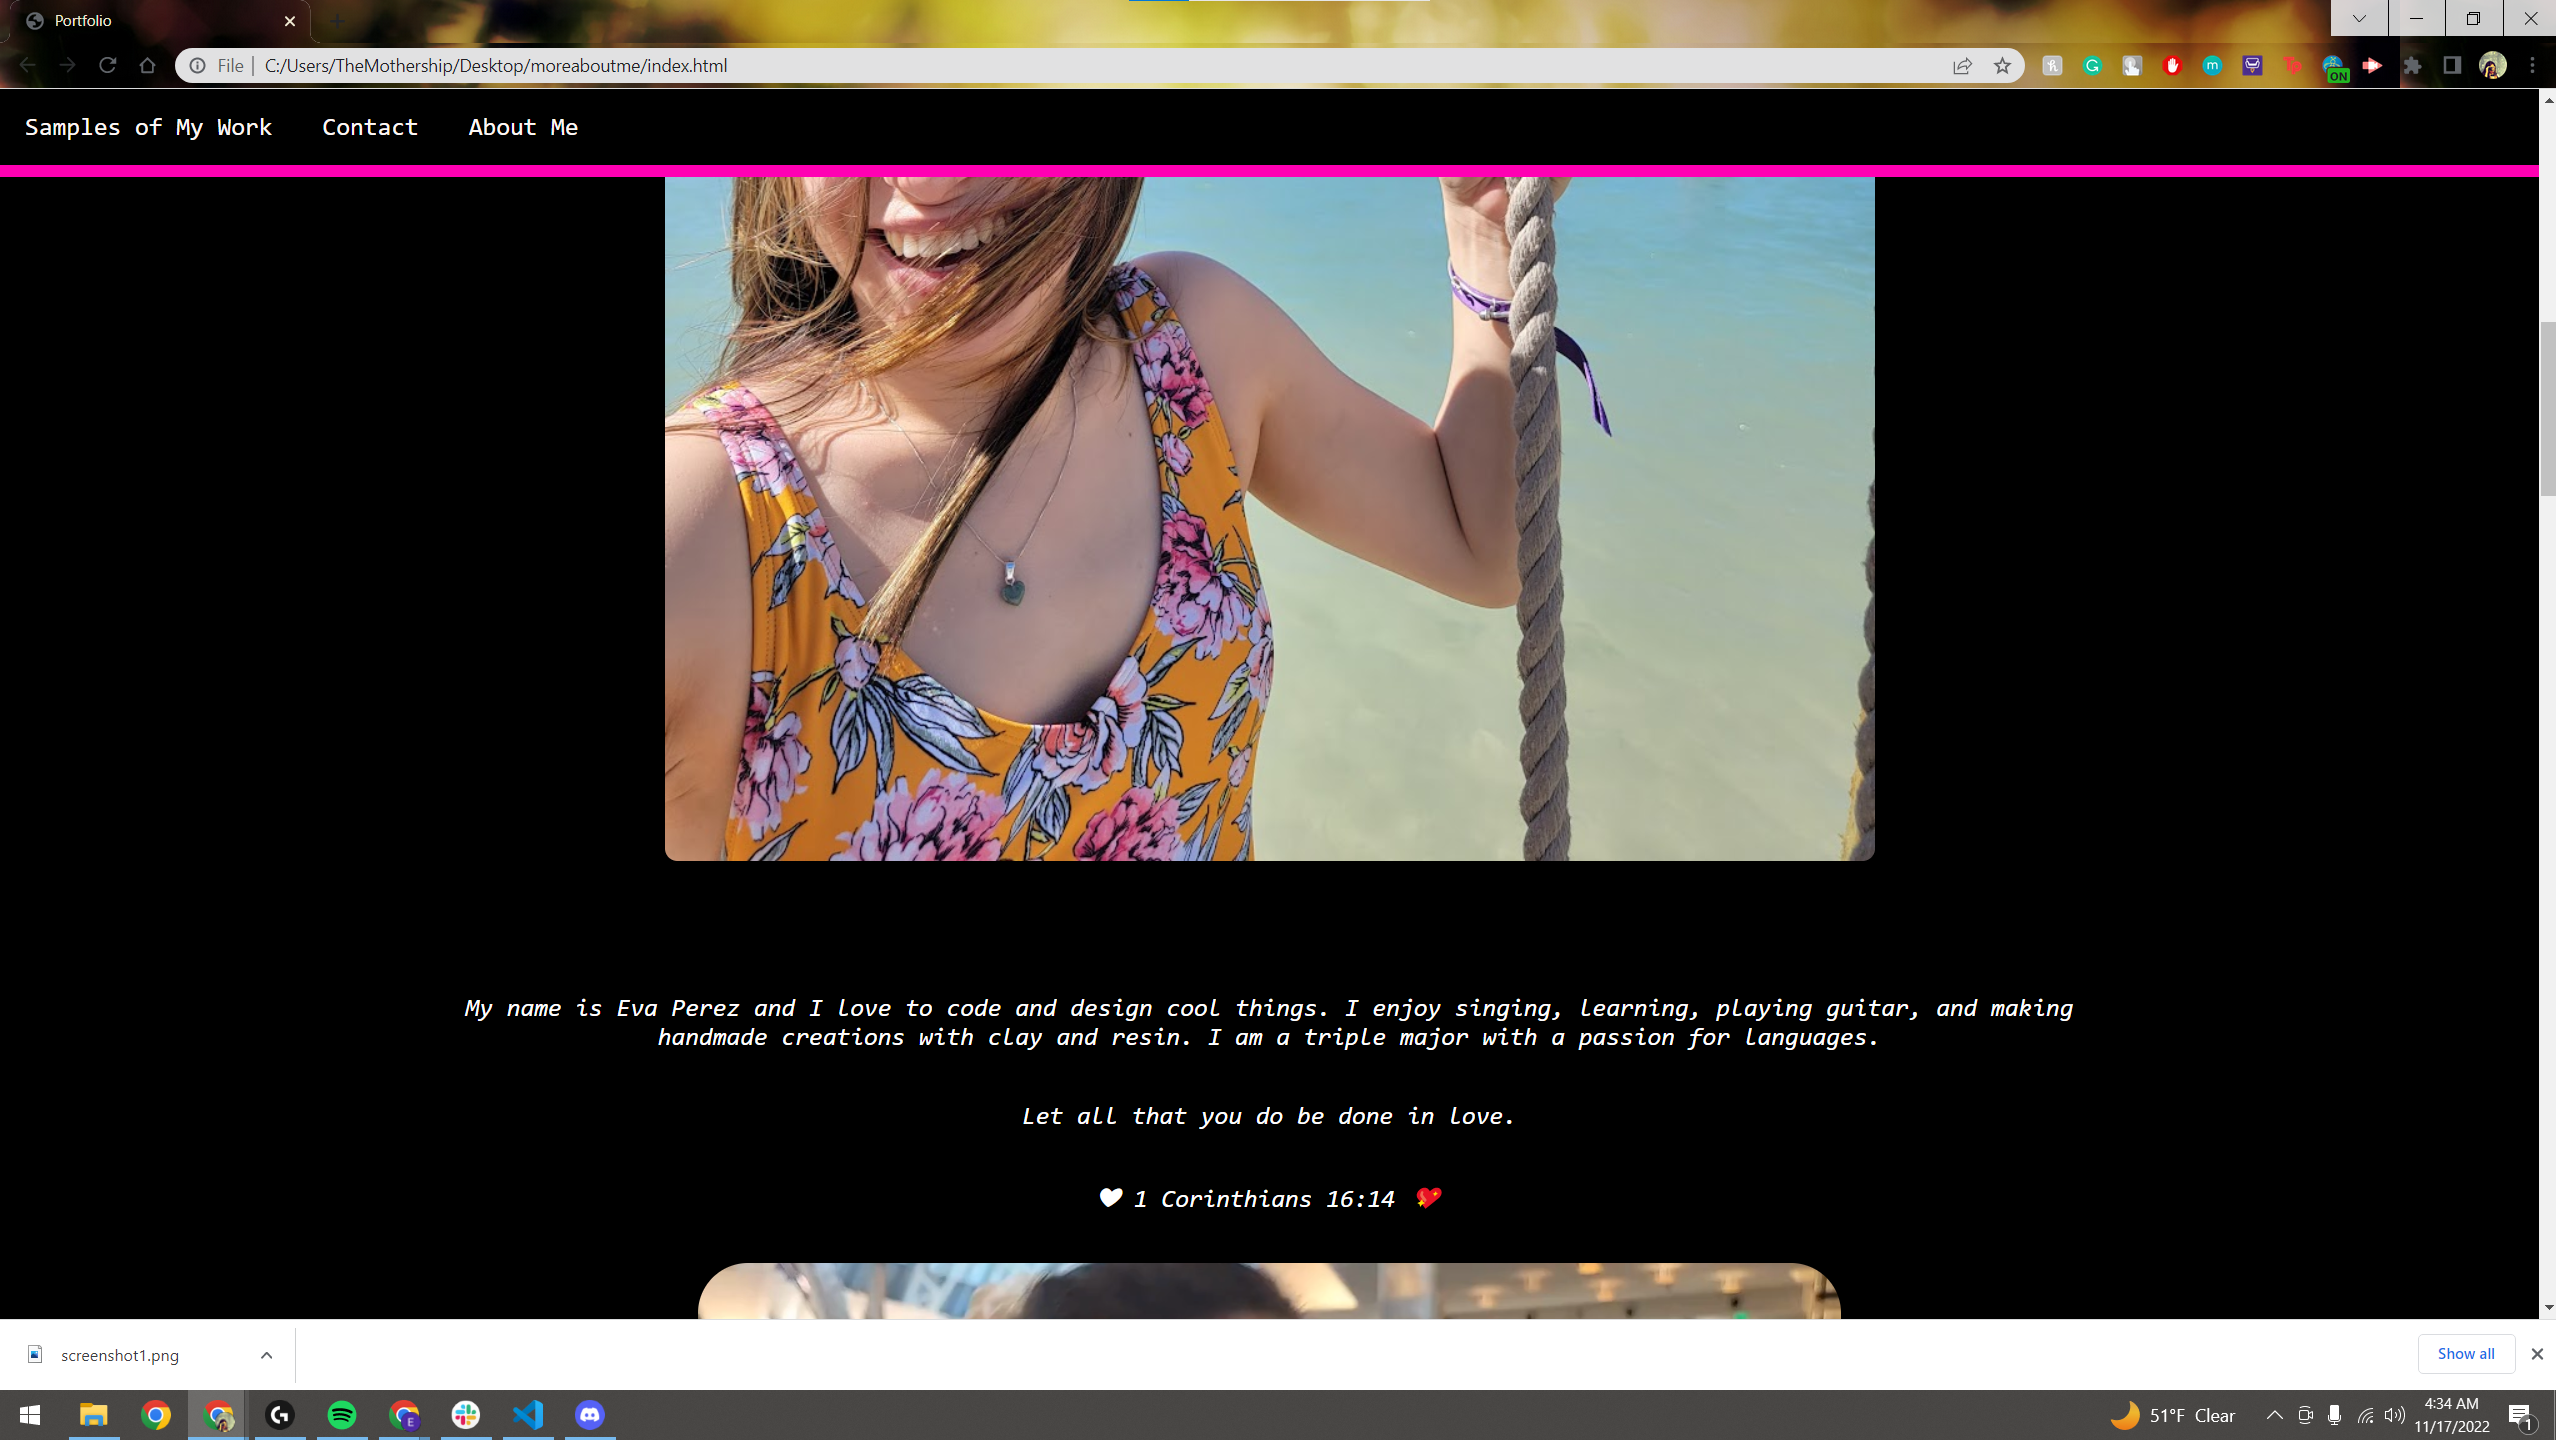 Portfolio
File | C:/Users/TheMothership/Desktop/moreaboutme/index.html
ON
Samples of My Work Contact About Me
My name is Eva Perez and I love to code and design cool things. I enjoy singing, learning, playing guitar, and making
handmade creations with clay and resin. I am a triple major with a passion for languages.
Let all that you do be done in love.
🤍 1 Corinthians 16:14 💖
screenshot1.png
Show all
E
51°F Clear
4:34 AM
11/17/2022
1